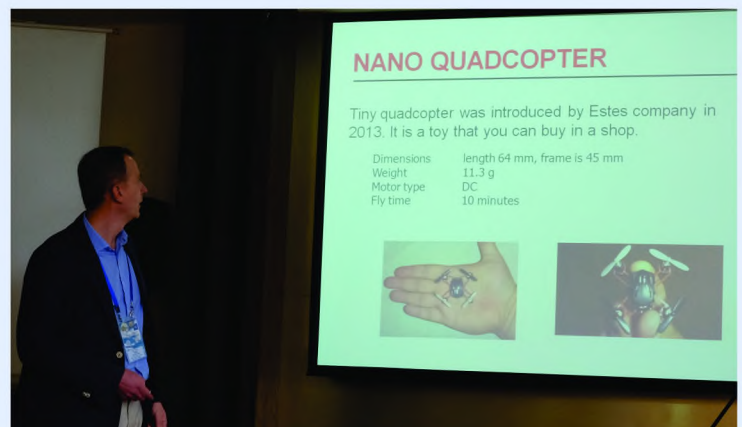 NANO QUADCOPTER
Tiny quadcopter was introduced by Estes company in
2013. It is a toy that you can buy in a shop.
Dimensions length 64 mm, frame is 45 mm
Weight 11.3 g
Motor type DC
Fly time 10 minutes